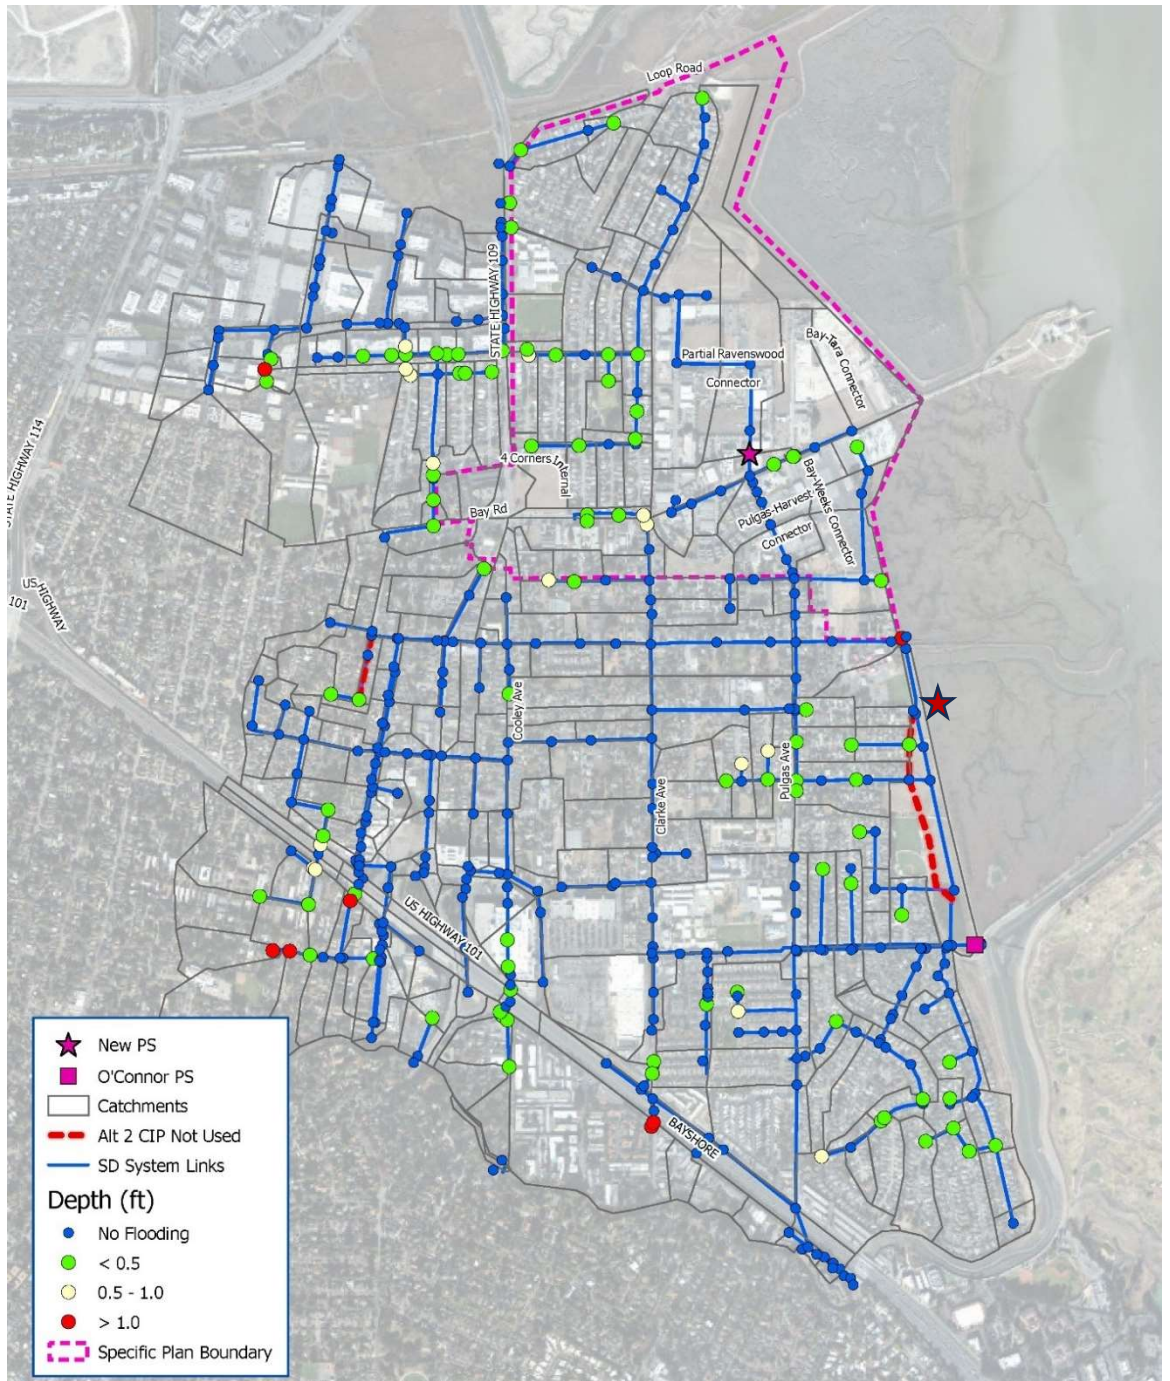 Loop Road
STATE HIGHWAY 109
Partial Ravenswood
Connector
Bay-Tara Connector
STATE HIGHWAY 114
4 Corners Internal
Bay Rd
Pulgas-Harvest
Connector
Bay-Weeks Connector
US HIGHWAY
101
Cooley Ave
Clarke Ave
Pulgas Ave
US HIGHWAY 101
BAYSHORE
New PS
O'Connor PS
Catchments
Alt 2 CIP Not Used
SD System Links
Depth (ft)
No Flooding
< 0.5
0.5 - 1.0
> 1.0
Specific Plan Boundary